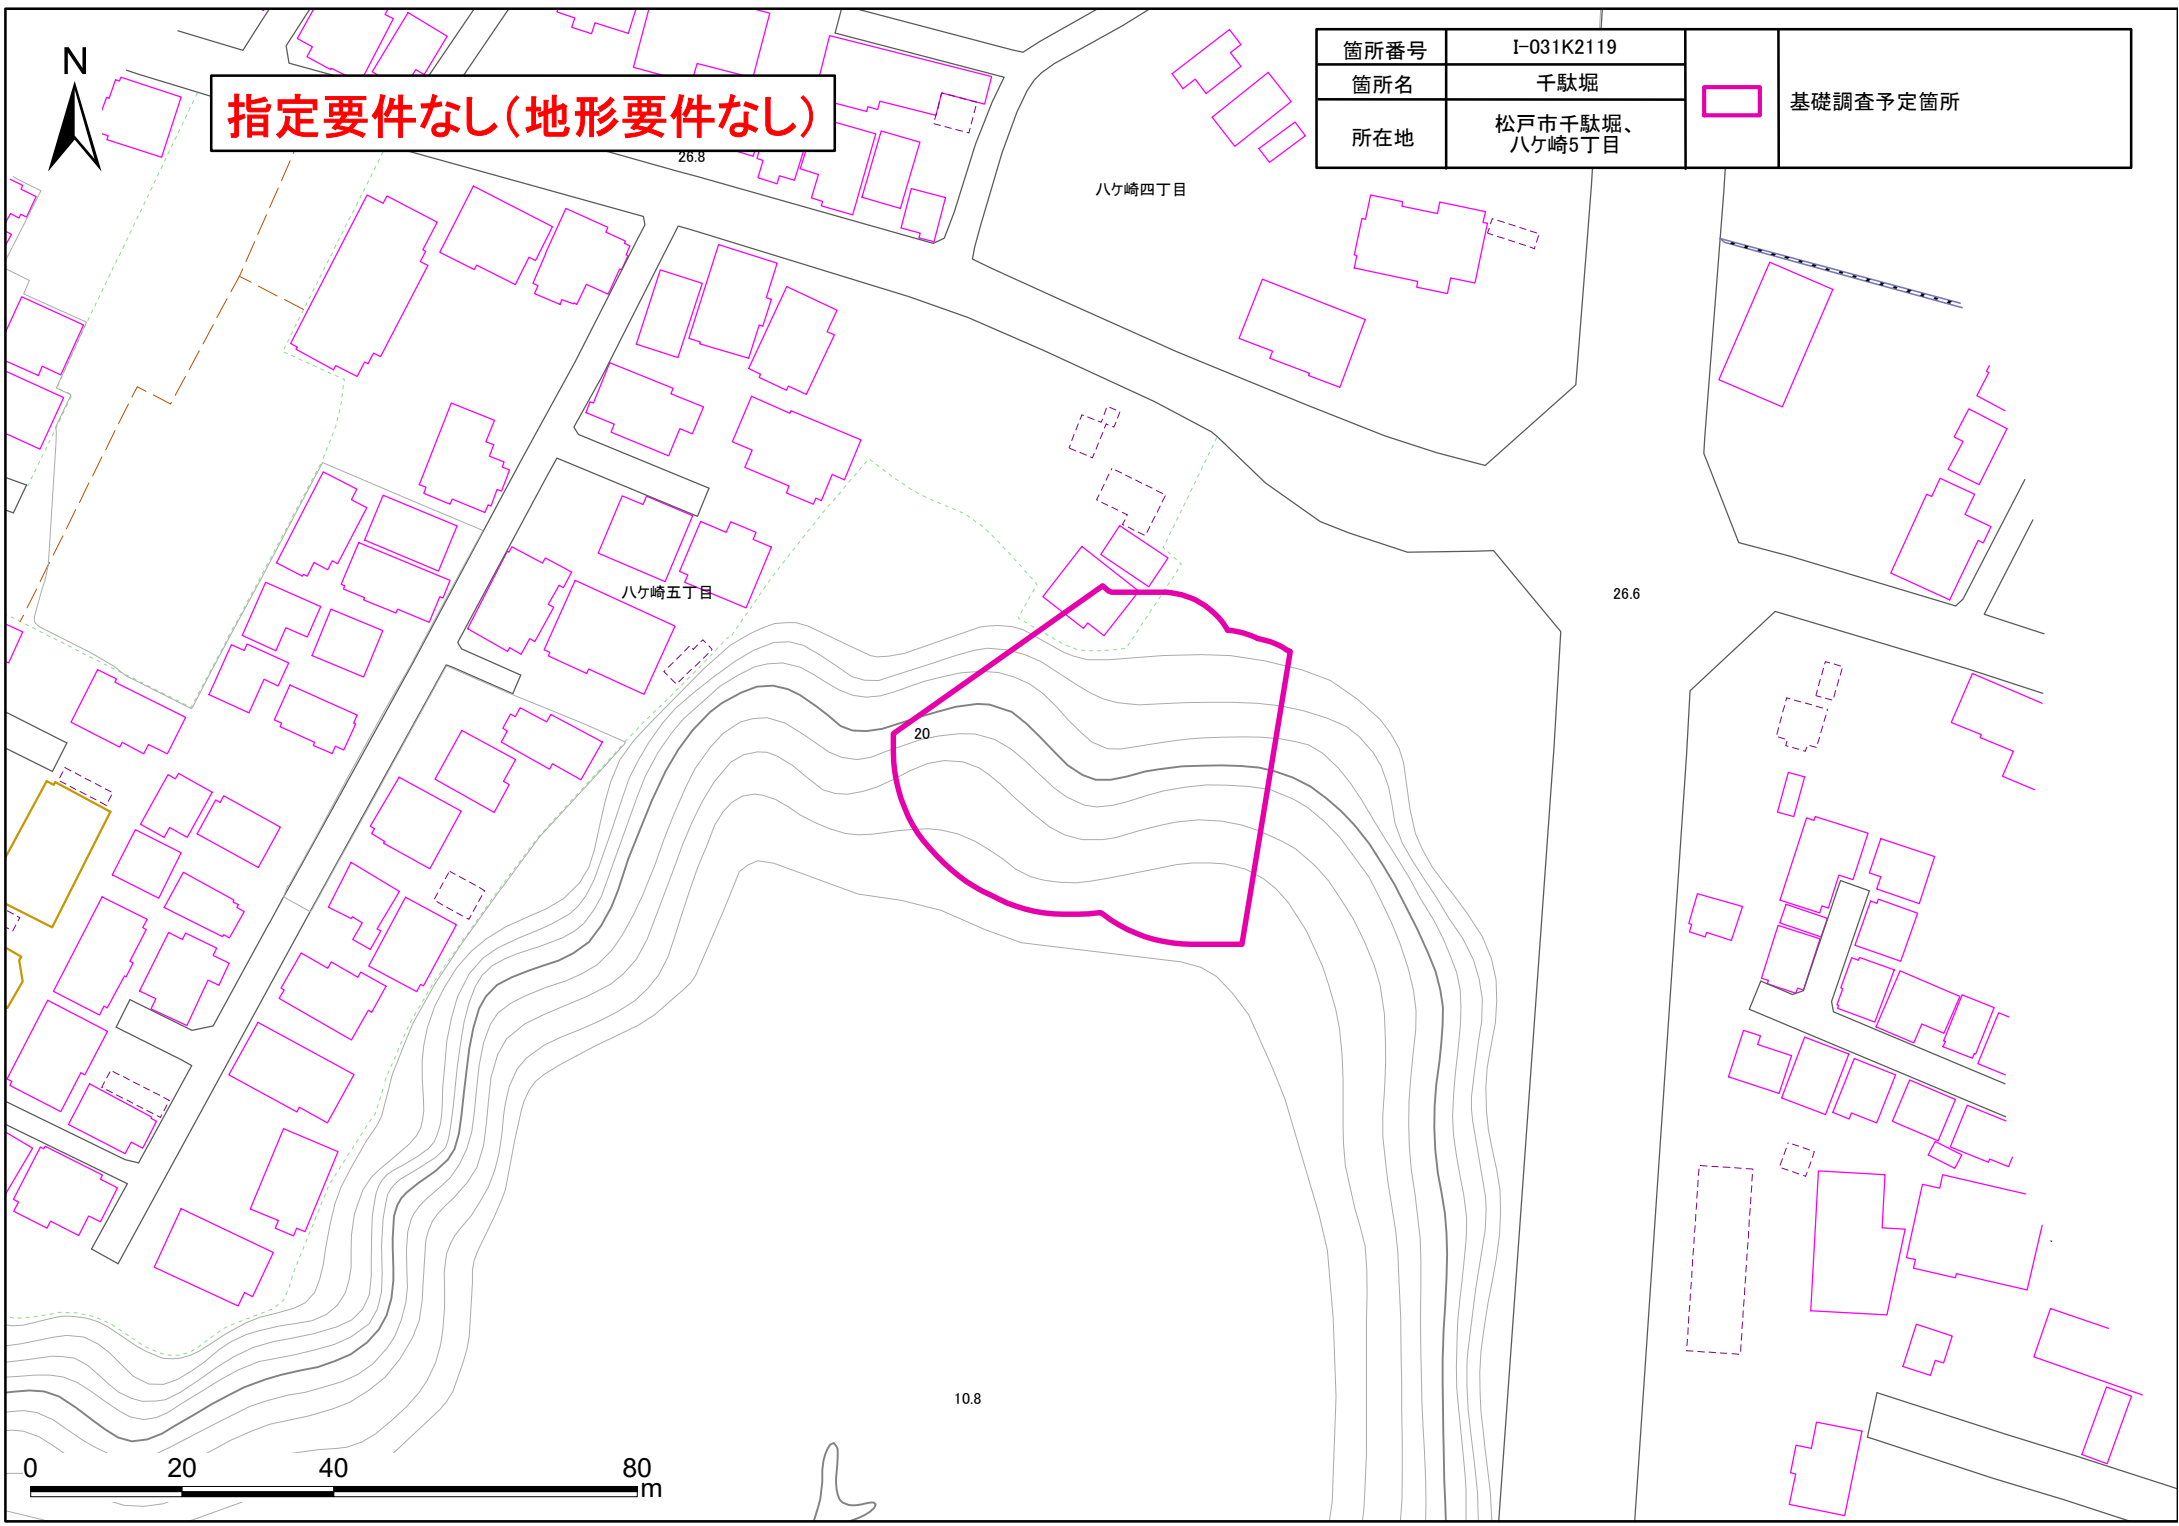 N
指定要件なし(地形要件なし)
箇所番号 I-031K2119
箇所名 千駄堀
所在地 松戸市千駄堀、
八ケ崎5丁目
基礎調査予定箇所
26.8
八ケ崎四丁目
八ケ崎五丁目
26.6
20
10.8
0 20 40 80
m